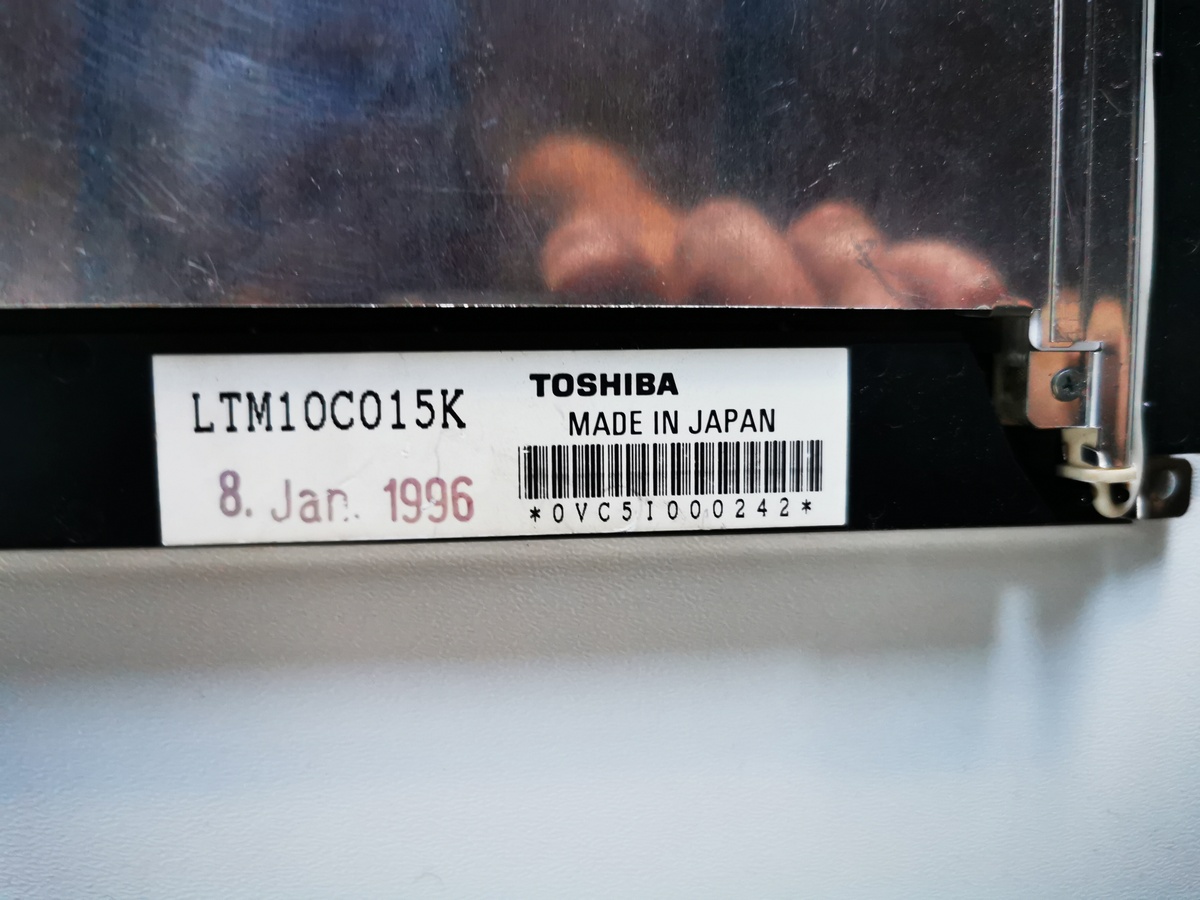 LTM10C015K
8. Jan. 1996
TOSHIBA
MADE IN JAPAN
*0VC5I000242*